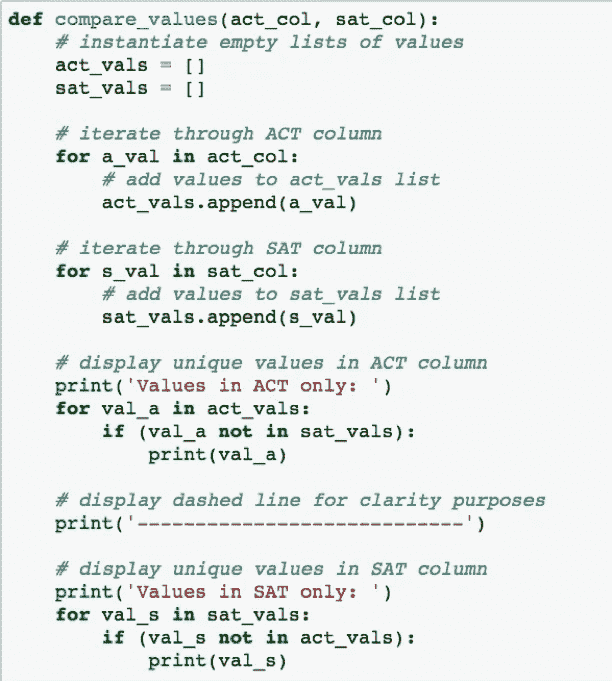 def compare_values(act_col, sat_col):
    # instantiate empty lists of values
    act_vals = []
    sat_vals = []

    # iterate through ACT column
    for a_val in act_col:
        # add values to act_vals list
        act_vals.append(a_val)

    # iterate through SAT column
    for s_val in sat_col:
        # add values to sat_vals list
        sat_vals.append(s_val)

    # display unique values in ACT column
    print('Values in ACT only: ')
    for val_a in act_vals:
        if (val_a not in sat_vals):
            print(val_a)

    # display dashed line for clarity purposes
    print('----------------------------')

    # display unique values in SAT column
    print('Values in SAT only: ')
    for val_s in sat_vals:
        if (val_s not in act_vals):
            print(val_s)